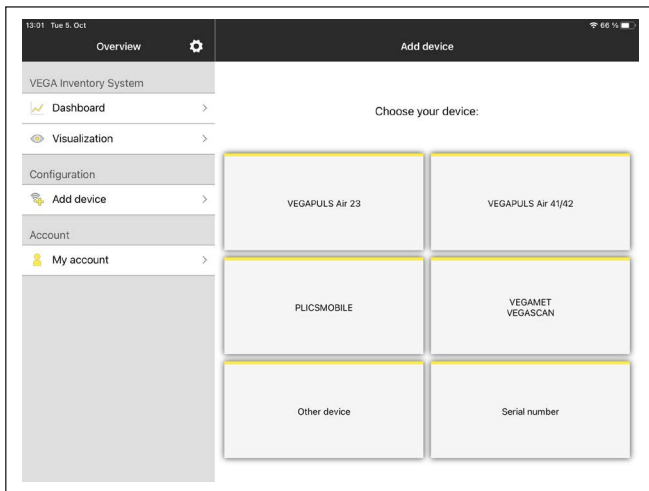 13:01 Tue 5. Oct
66 %
Overview
Add device
VEGA Inventory System
Dashboard
Visualization
Configuration
Add device
Account
My account
Choose your device:
VEGAPULS Air 23
VEGAPULS Air 41/42
PLICSMOBILE
VEGAMET
VEGASCAN
Other device
Serial number